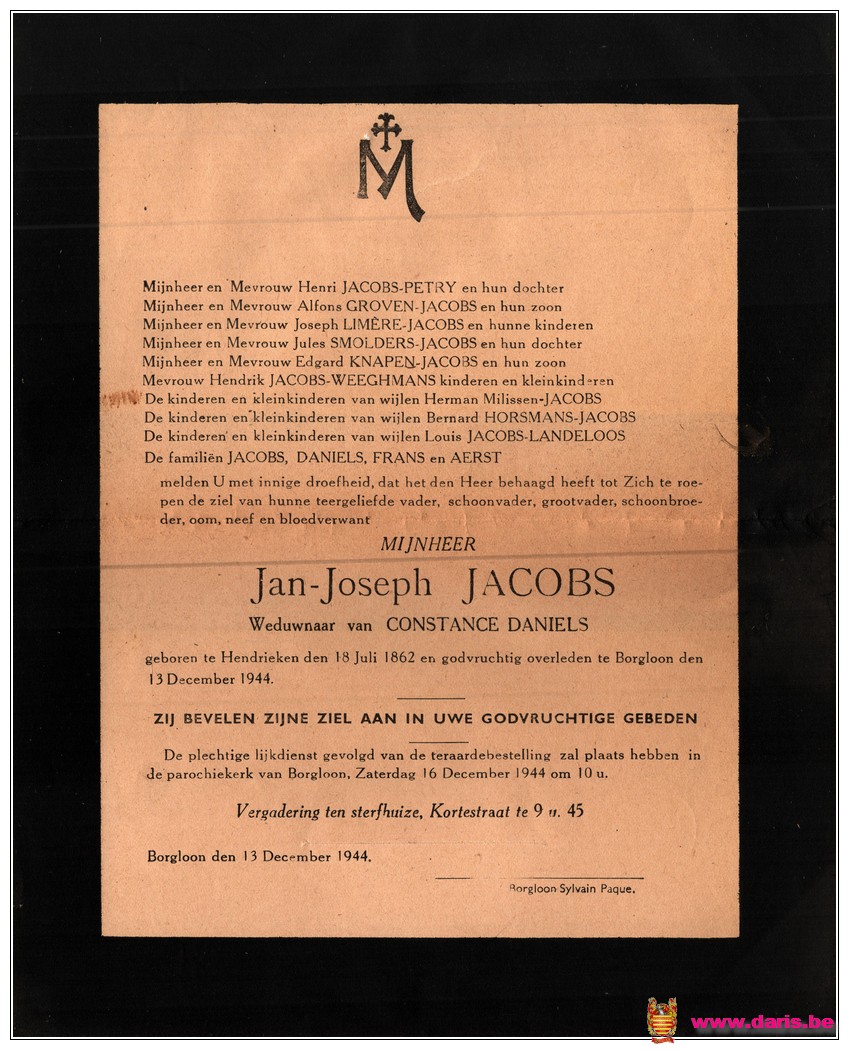 M
Mijnheer en Mevrouw Henri JACOBS-PETRY en hun dochter
Mijnheer en Mevrouw Alfons GROVEN-JACOBS en hun zoon
Mijnheer en Mevrouw Joseph LIMÈRE-JACOBS en hunne kinderen
Mijnheer en Mevrouw Jules SMOLDERS-JACOBS en hun dochter
Mijnheer en Mevrouw Edgard KNAPEN-JACOBS en hun zoon
Mevrouw Hendrik JACOBS-WEEGHMANS kinderen en kleinkinderen
De kinderen en kleinkinderen van wijlen Herman Milissen-JACOBS
De kinderen en kleinkinderen van wijlen Bernard HORSMANS-JACOBS
De kinderen en kleinkinderen van wijlen Louis JACOBS-LANDELOOS
De familiën JACOBS, DANIELS, FRANS en AERST
melden U met innige droefheid, dat het den Heer behaagd heeft tot Zich te roe-
pen de ziel van hunne teergeliefde vader, schoonvader, grootvader, schoonbroe-
der, oom, neef en bloedverwant
MIJNHEER
Jan-Joseph JACOBS
Weduwnaar van CONSTANCE DANIELS
geboren te Hendrieken den 18 Juli 1862 en godvruchtig overleden te Borgloon den
13 December 1944.
ZIJ BEVELEN ZIJNE ZIEL AAN IN UWE GODVRUCHTIGE GEBEDEN
De plechtige lijkdienst gevolgd van de teraardebestelling zal plaats hebben in
de parochiekerk van Borgloon, Zaterdag 16 December 1944 om 10 u.
Vergadering ten sterfhuize, Kortestraat te 9 u. 45
Borgloon den 13 December 1944.
Borgloon Sylvain Paque.
www.daris.be